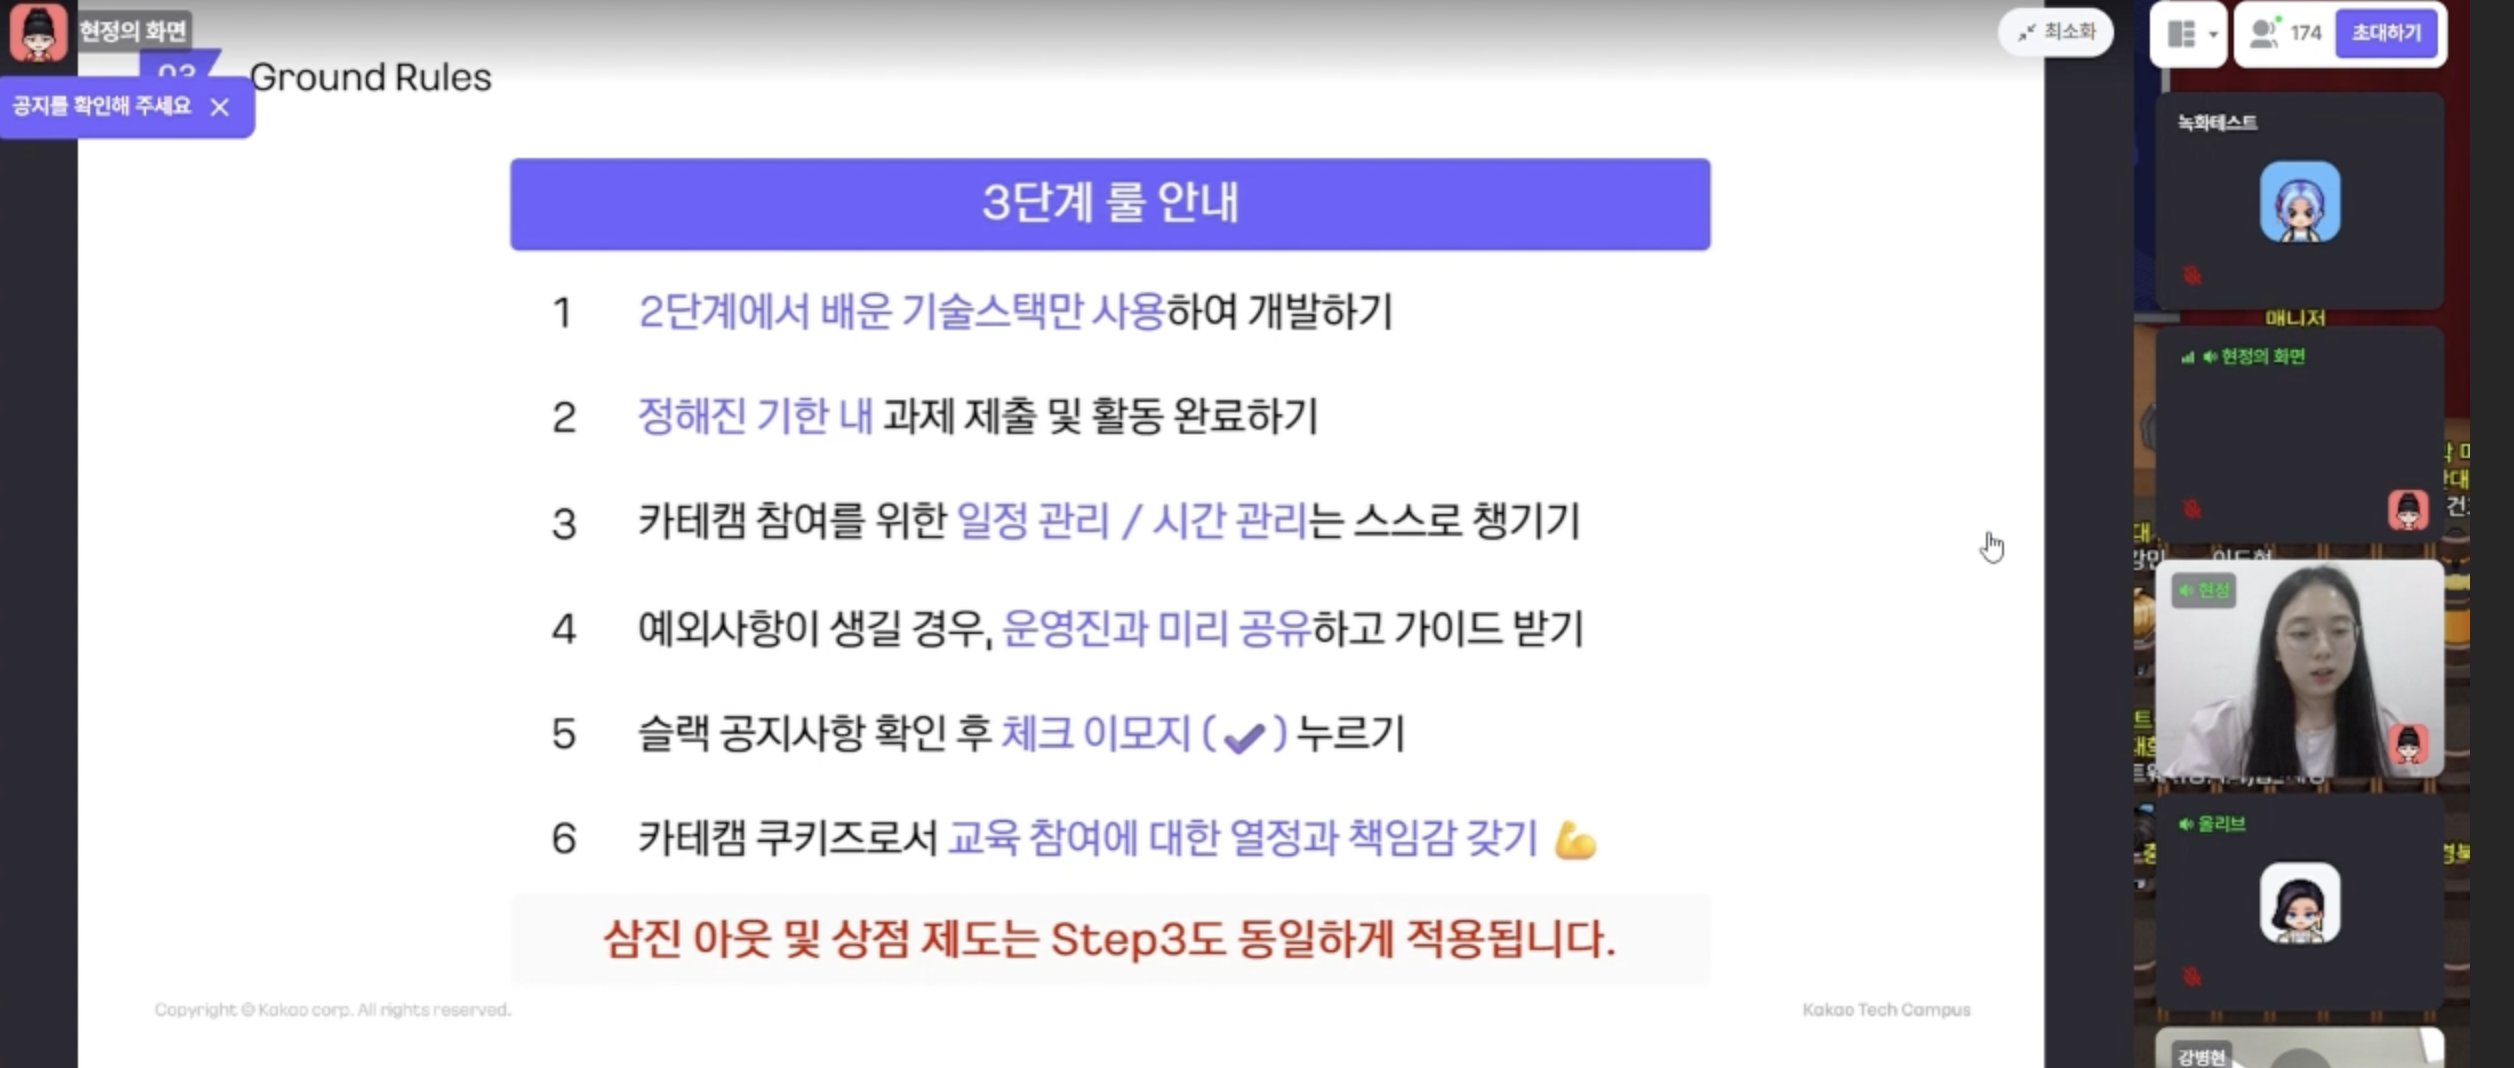 현정의 화면
최소화
174
초대하기
03
Ground Rules
공지를 확인해 주세요
녹화테스트
3단계 룰 안내
1 2단계에서 배운 기술스택만 사용하여 개발하기
매니저
현정의 화면
2 정해진 기한 내 과제 제출 및 활동 완료하기
3 카테캠 참여를 위한 일정 관리 / 시간 관리는 스스로 챙기기
4 예외사항이 생길 경우, 운영진과 미리 공유하고 가이드 받기
현정
5 슬랙 공지사항 확인 후 체크 이모지 (✔) 누르기
6 카테캠 쿠키즈로서 교육 참여에 대한 열정과 책임감 갖기 💪
올리브
삼진 아웃 및 상점 제도는 Step3도 동일하게 적용됩니다.
Copyright © Kakao corp. All rights reserved.
Kakao Tech Campus
강병현